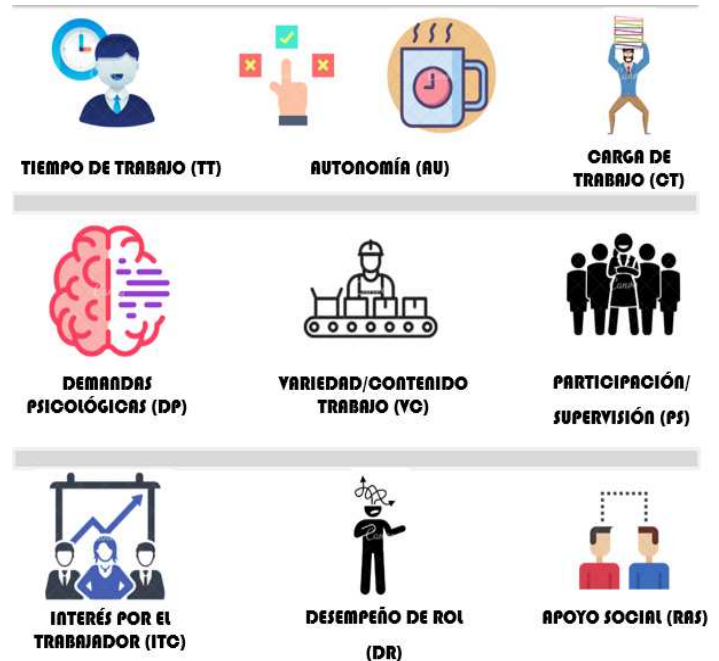 TIEMPO DE TRABAJO (TT)
AUTONOMÍA (AU)
CARGA DE
TRABAJO (CT)
DEMANDAS
PSICOLÓGICAS (DP)
VARIEDAD/CONTENIDO
TRABAJO (VC)
PARTICIPACIÓN/
SUPERVISIÓN (PS)
INTERÉS POR EL
TRABAJADOR (ITC)
DESEMPEÑO DE ROL
(DR)
APOYO SOCIAL (RAS)